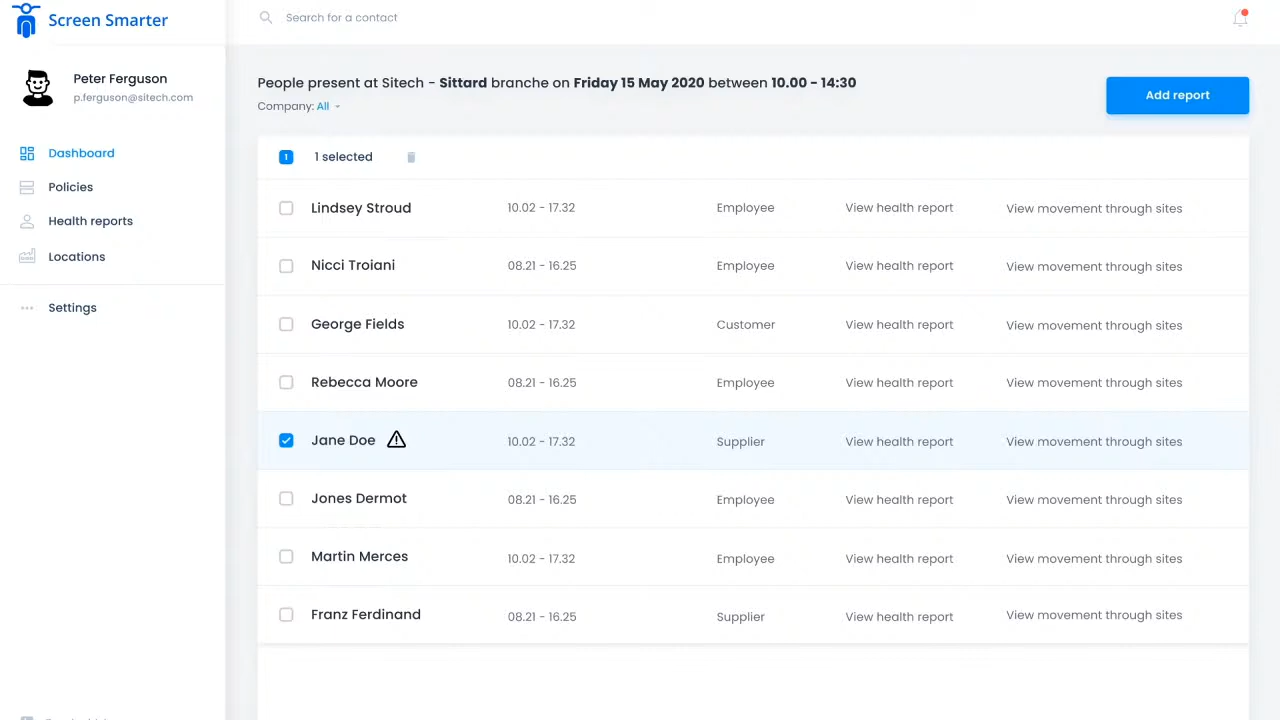 Screen Smarter
Search for a contact
Peter Ferguson
p.ferguson@sitech.com
Dashboard
Policies
Health reports
Locations
Settings
People present at Sitech - Sittard branche on Friday 15 May 2020 between 10.00 - 14:30
Company: All
Add report
1 1 selected
Lindsey Stroud 10.02 - 17.32 Employee View health report View movement through sites
Nicci Troiani 08.21 - 16.25 Employee View health report View movement through sites
George Fields 10.02 - 17.32 Customer View health report View movement through sites
Rebecca Moore 08.21 - 16.25 Employee View health report View movement through sites
Jane Doe 10.02 - 17.32 Supplier View health report View movement through sites
Jones Dermot 08.21 - 16.25 Employee View health report View movement through sites
Martin Merces 10.02 - 17.32 Employee View health report View movement through sites
Franz Ferdinand 08.21 - 16.25 Supplier View health report View movement through sites